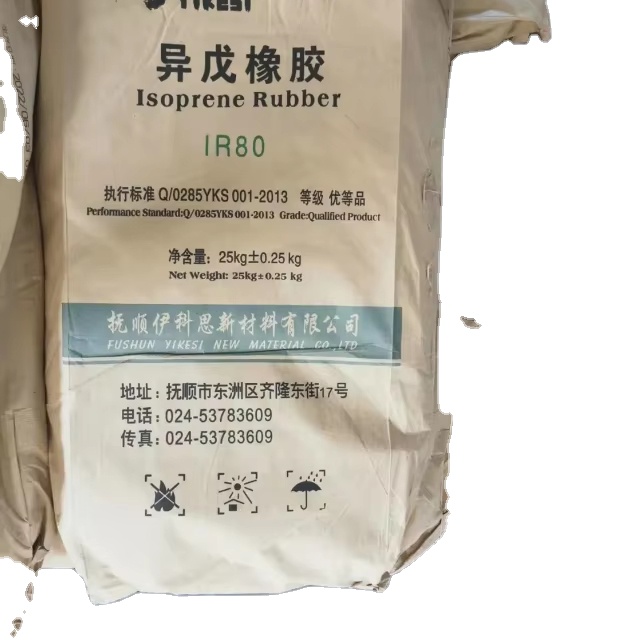 YIKESI
异戊橡胶
Isoprene Rubber
IR80
执行标准 Q/0285YKS 001-2013 等级 优等品
Performance Standard:Q/0285YKS 001-2013 Grade:Qualified Product
净含量: 25kg±0.25 kg
Net Weight: 25kg±0.25 kg
抚顺伊科思新材料有限公司
FUSHUN YIKESI NEW MATERIAL CO.,LTD
地址: 抚顺市东洲区齐隆东街17号
电话: 024-53783609
传真: 024-53783609